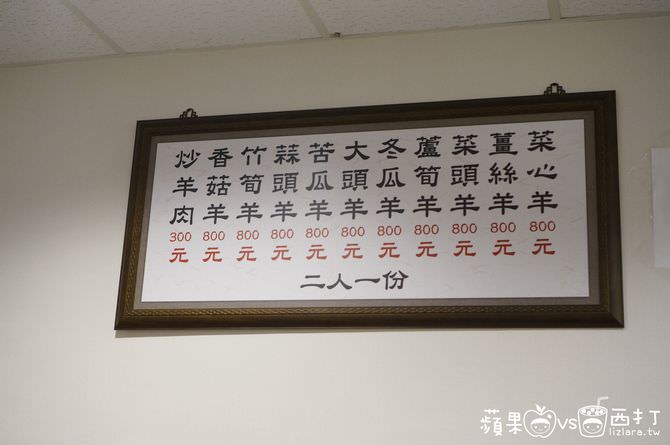 菜心羊 800元
薑絲羊 800元
菜頭羊 800元
蘆筍羊 800元
冬瓜羊 800元
大頭羊 800元
苦瓜羊 800元
蒜頭羊 800元
竹筍羊 800元
香菇羊 800元
炒羊肉 300元
二人一份
蘋果vs西打
lizlara.tw